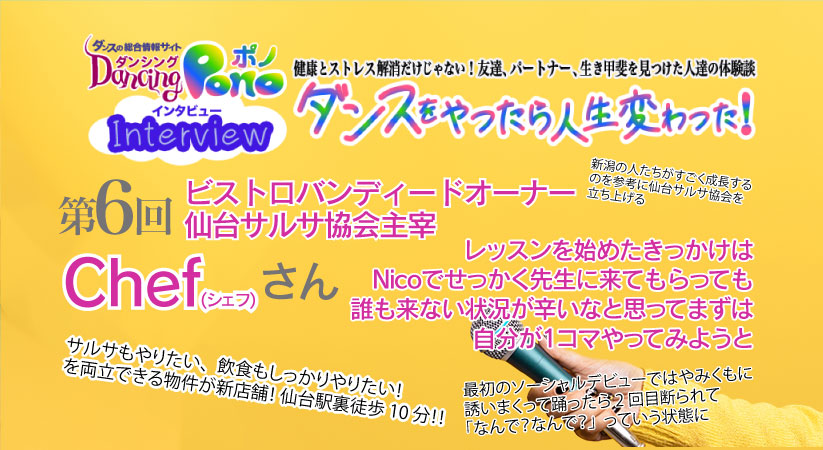 ダンスの総合情報サイト
ダンシング
Dancing
ポノ
Pono
インタビュー
Interview
健康とストレス解消だけじゃない！友達、パートナー、生き甲斐を見つけた人達の体験談
ダンスをやったら人生変わった！
第6回
ビストロバンディードオーナー
仙台サルサ協会主宰
新潟の人たちがすごく成長する
のを参考に仙台サルサ協会を
立ち上げる
Chef(シェフ)さん
レッスンを始めたきっかけは
Nicoでせっかく先生に来てもらっても
誰も来ない状況が辛いなと思ってまずは
自分が1コマやってみようと
サルサもやりたい、飲食もしっかりやりたい！
を両立できる物件が新店舗！仙台駅裏徒歩10分！！
最初のソーシャルデビューではやみくもに
誘いまくって踊ったら2回目断られて
「なんで？なんで？」っていう状態に